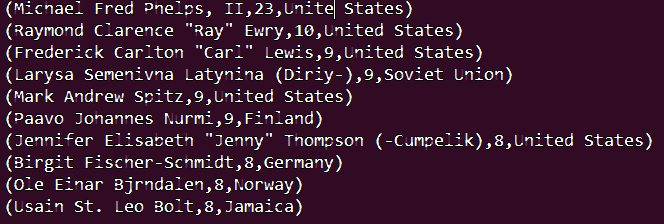 (Michael Fred Phelps, II,23,Unite States)
(Raymond Clarence "Ray" Ewry,10,United States)
(Frederick Carlton "Carl" Lewis,9,United States)
(Larysa Semenivna Latynina (Diriy-),9,Soviet Union)
(Mark Andrew Spitz,9,United States)
(Paavo Johannes Nurmi,9,Finland)
(Jennifer Elisabeth "Jenny" Thompson (-Cumpelik),8,United States)
(Birgit Fischer-Schmidt,8,Germany)
(Ole Einar Bjrndalen,8,Norway)
(Usain St. Leo Bolt,8,Jamaica)